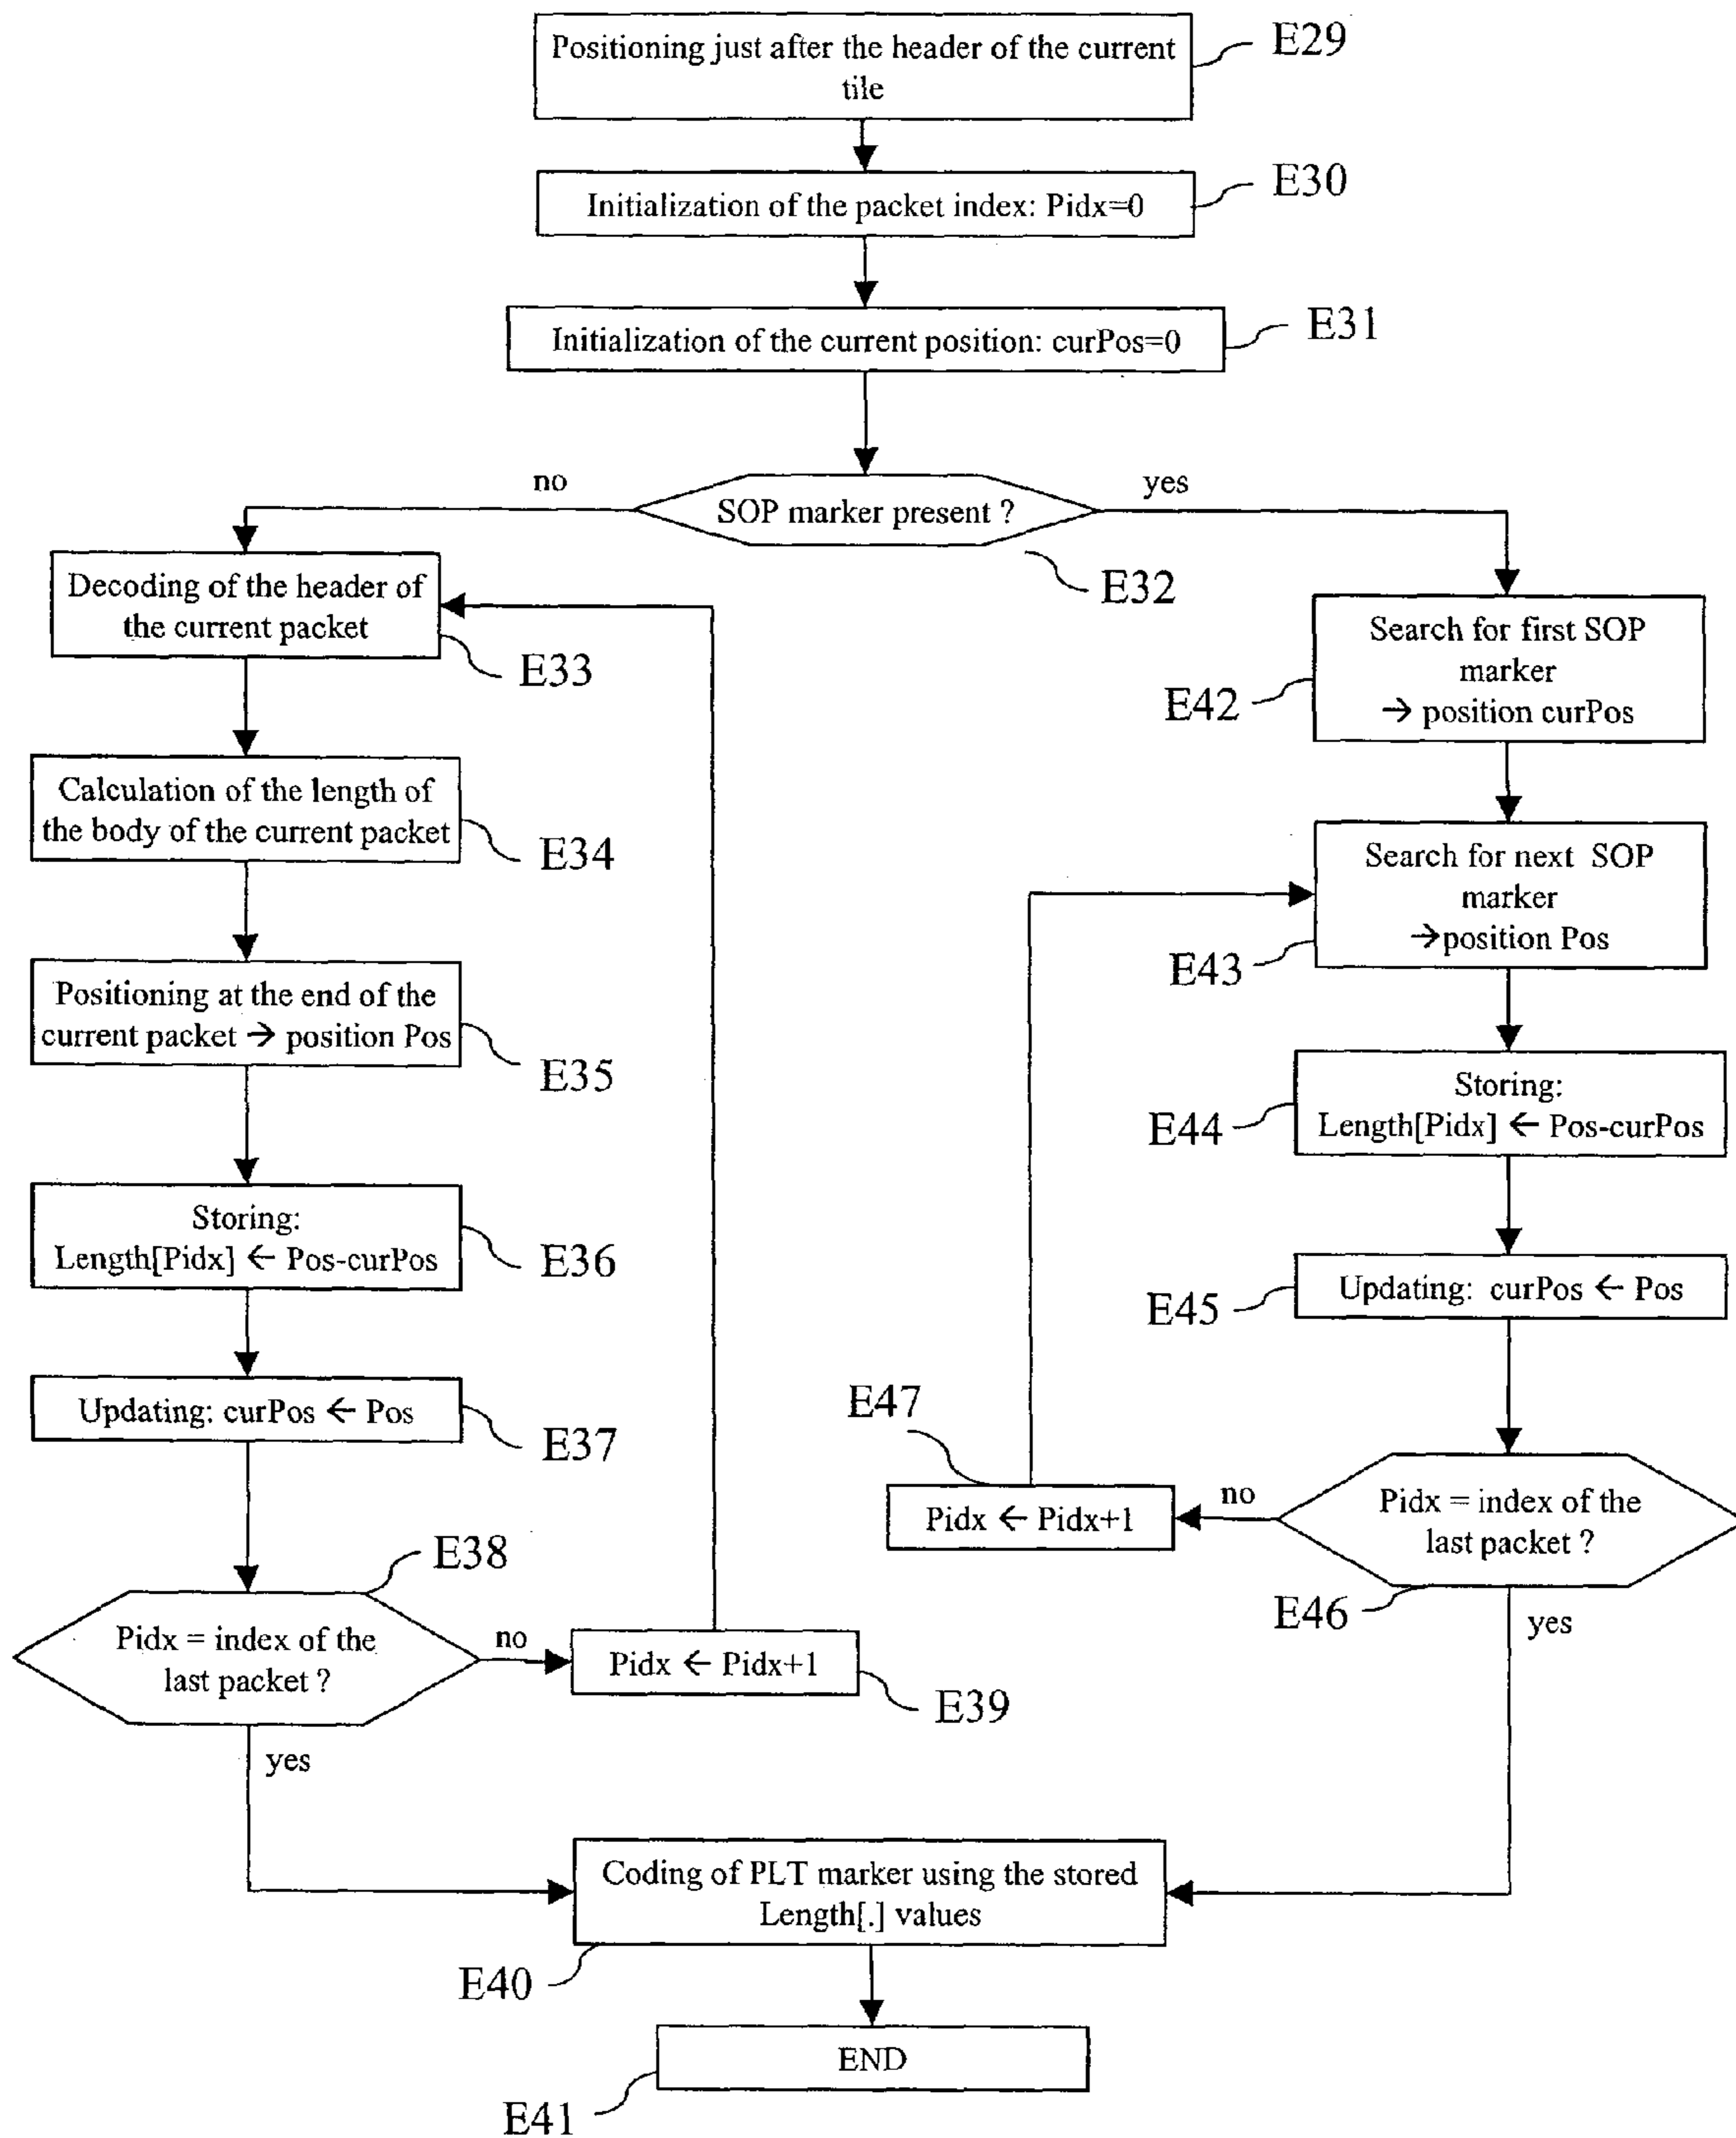 Positioning just after the header of the current
tile
E29
Initialization of the packet index: Pidx=0
E30
Initialization of the current position: curPos=0
E31
no
SOP marker present ?
yes
E32
Decoding of the header of
the current packet
E33
Calculation of the length of
the body of the current packet
E34
Positioning at the end of the
current packet → position Pos
E35
Storing:
Length[Pidx] ← Pos-curPos
E36
Updating: curPos ← Pos
E37
E38
Pidx = index of the
last packet ?
no
Pidx ← Pidx+1
E39
yes
Search for first SOP
marker
→ position curPos
E42
Search for next SOP
marker
→position Pos
E43
Storing:
Length[Pidx] ← Pos-curPos
E44
Updating: curPos ← Pos
E45
E47
Pidx ← Pidx+1
no
Pidx = index of the
last packet ?
E46
yes
Coding of PLT marker using the stored
Length[.] values
E40
END
E41